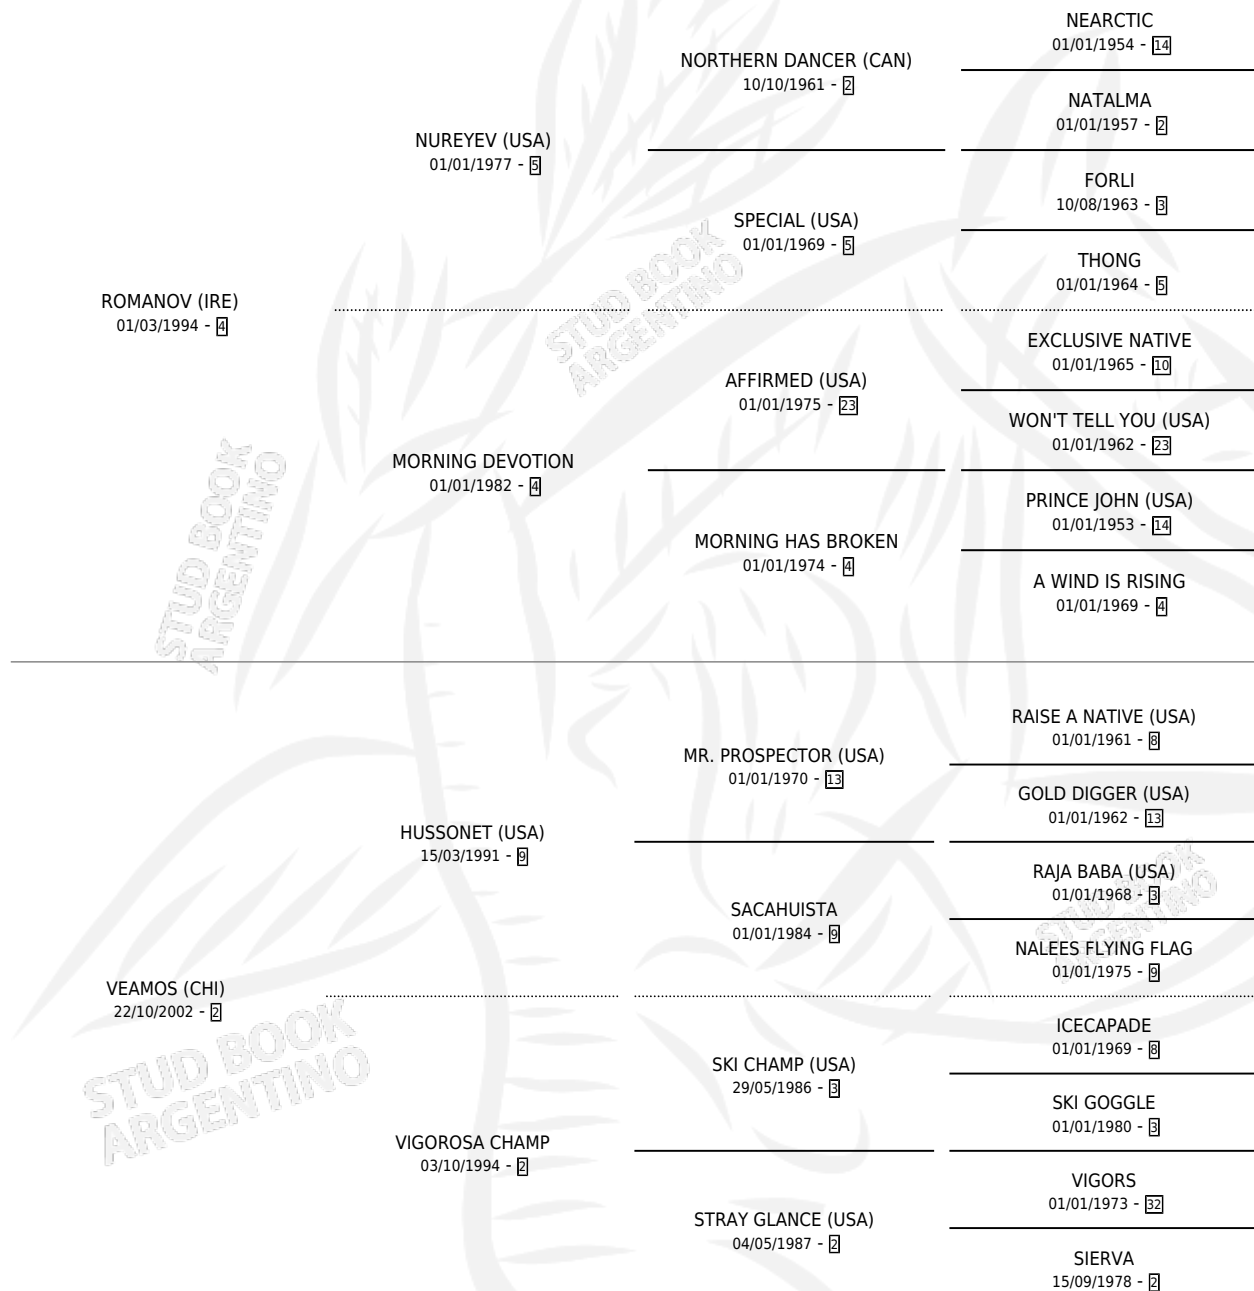 NEARCTIC
01/01/1954 - 14
NORTHERN DANCER (CAN)
10/10/1961 - 2
NATALMA
01/01/1957 - 2
NUREYEV (USA)
01/01/1977 - 5
FORLI
10/08/1963 - 3
SPECIAL (USA)
01/01/1969 - 5
THONG
01/01/1964 - 5
ROMANOV (IRE)
01/03/1994 - 4
STUD BOOK
ARGENTINO
EXCLUSIVE NATIVE
01/01/1965 - 10
AFFIRMED (USA)
01/01/1975 - 23
WON'T TELL YOU (USA)
01/01/1962 - 23
MORNING DEVOTION
01/01/1982 - 4
PRINCE JOHN (USA)
01/01/1953 - 14
MORNING HAS BROKEN
01/01/1974 - 4
A WIND IS RISING
01/01/1969 - 4
STUD BOOK
ARGENTINO
RAISE A NATIVE (USA)
01/01/1961 - 8
MR. PROSPECTOR (USA)
01/01/1970 - 13
GOLD DIGGER (USA)
01/01/1962 - 13
HUSSONET (USA)
15/03/1991 - 9
RAJA BABA (USA)
01/01/1968 - 3
SACAHUISTA
01/01/1984 - 9
STUD BOOK
ARGENTINO
NALEES FLYING FLAG
01/01/1975 - 9
VEAMOS (CHI)
22/10/2002 - 2
ICECAPADE
01/01/1969 - 8
SKI CHAMP (USA)
29/05/1986 - 3
STUD BOOK
ARGENTINO
SKI GOGGLE
01/01/1980 - 3
VIGOROSA CHAMP
03/10/1994 - 2
VIGORS
01/01/1973 - 32
STRAY GLANCE (USA)
04/05/1987 - 2
SIERVA
15/09/1978 - 2